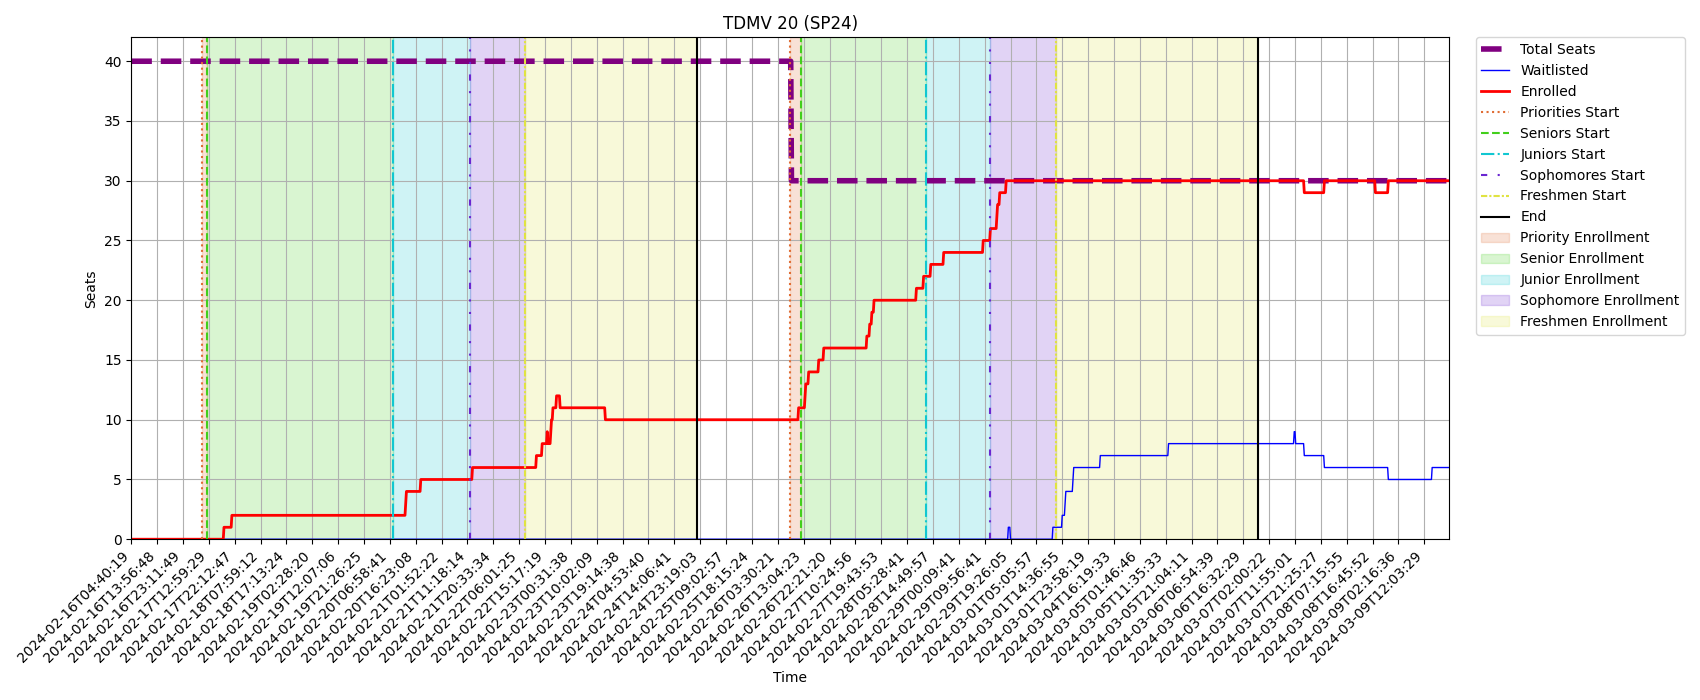 TDMV 20 (SP24)
Seats
40
35
30
25
20
15
10
5
0
2024-02-16T04:40:19
2024-02-16T13:56:48
2024-02-16T23:11:49
2024-02-17T12:59:29
2024-02-17T22:12:47
2024-02-18T07:59:12
2024-02-18T17:13:24
2024-02-19T02:28:20
2024-02-19T12:07:06
2024-02-19T21:26:25
2024-02-20T06:58:41
2024-02-20T16:23:08
2024-02-21T01:52:22
2024-02-21T11:18:14
2024-02-21T20:33:34
2024-02-22T06:01:25
2024-02-22T15:17:19
2024-02-23T00:31:38
2024-02-23T11:02:09
2024-02-23T19:14:38
2024-02-24T04:53:40
2024-02-24T14:06:41
2024-02-24T23:19:03
2024-02-25T09:02:57
2024-02-25T18:15:24
2024-02-26T03:30:21
2024-02-26T13:04:23
2024-02-26T22:21:20
2024-02-27T10:24:56
2024-02-27T19:43:53
2024-02-28T05:28:41
2024-02-28T14:49:57
2024-02-29T00:09:41
2024-02-29T09:56:41
2024-02-29T19:26:05
2024-03-01T05:05:57
2024-03-01T14:36:55
2024-03-01T23:58:19
2024-03-04T16:19:33
2024-03-05T01:46:46
2024-03-05T11:35:33
2024-03-05T21:04:11
2024-03-06T06:54:39
2024-03-06T16:32:29
2024-03-07T02:00:22
2024-03-07T11:55:01
2024-03-07T21:25:27
2024-03-08T07:15:55
2024-03-08T16:45:52
2024-03-09T02:16:36
2024-03-09T12:03:29
Time
Total Seats
Waitlisted
Enrolled
Priorities Start
Seniors Start
Juniors Start
Sophomores Start
Freshmen Start
End
Priority Enrollment
Senior Enrollment
Junior Enrollment
Sophomore Enrollment
Freshmen Enrollment